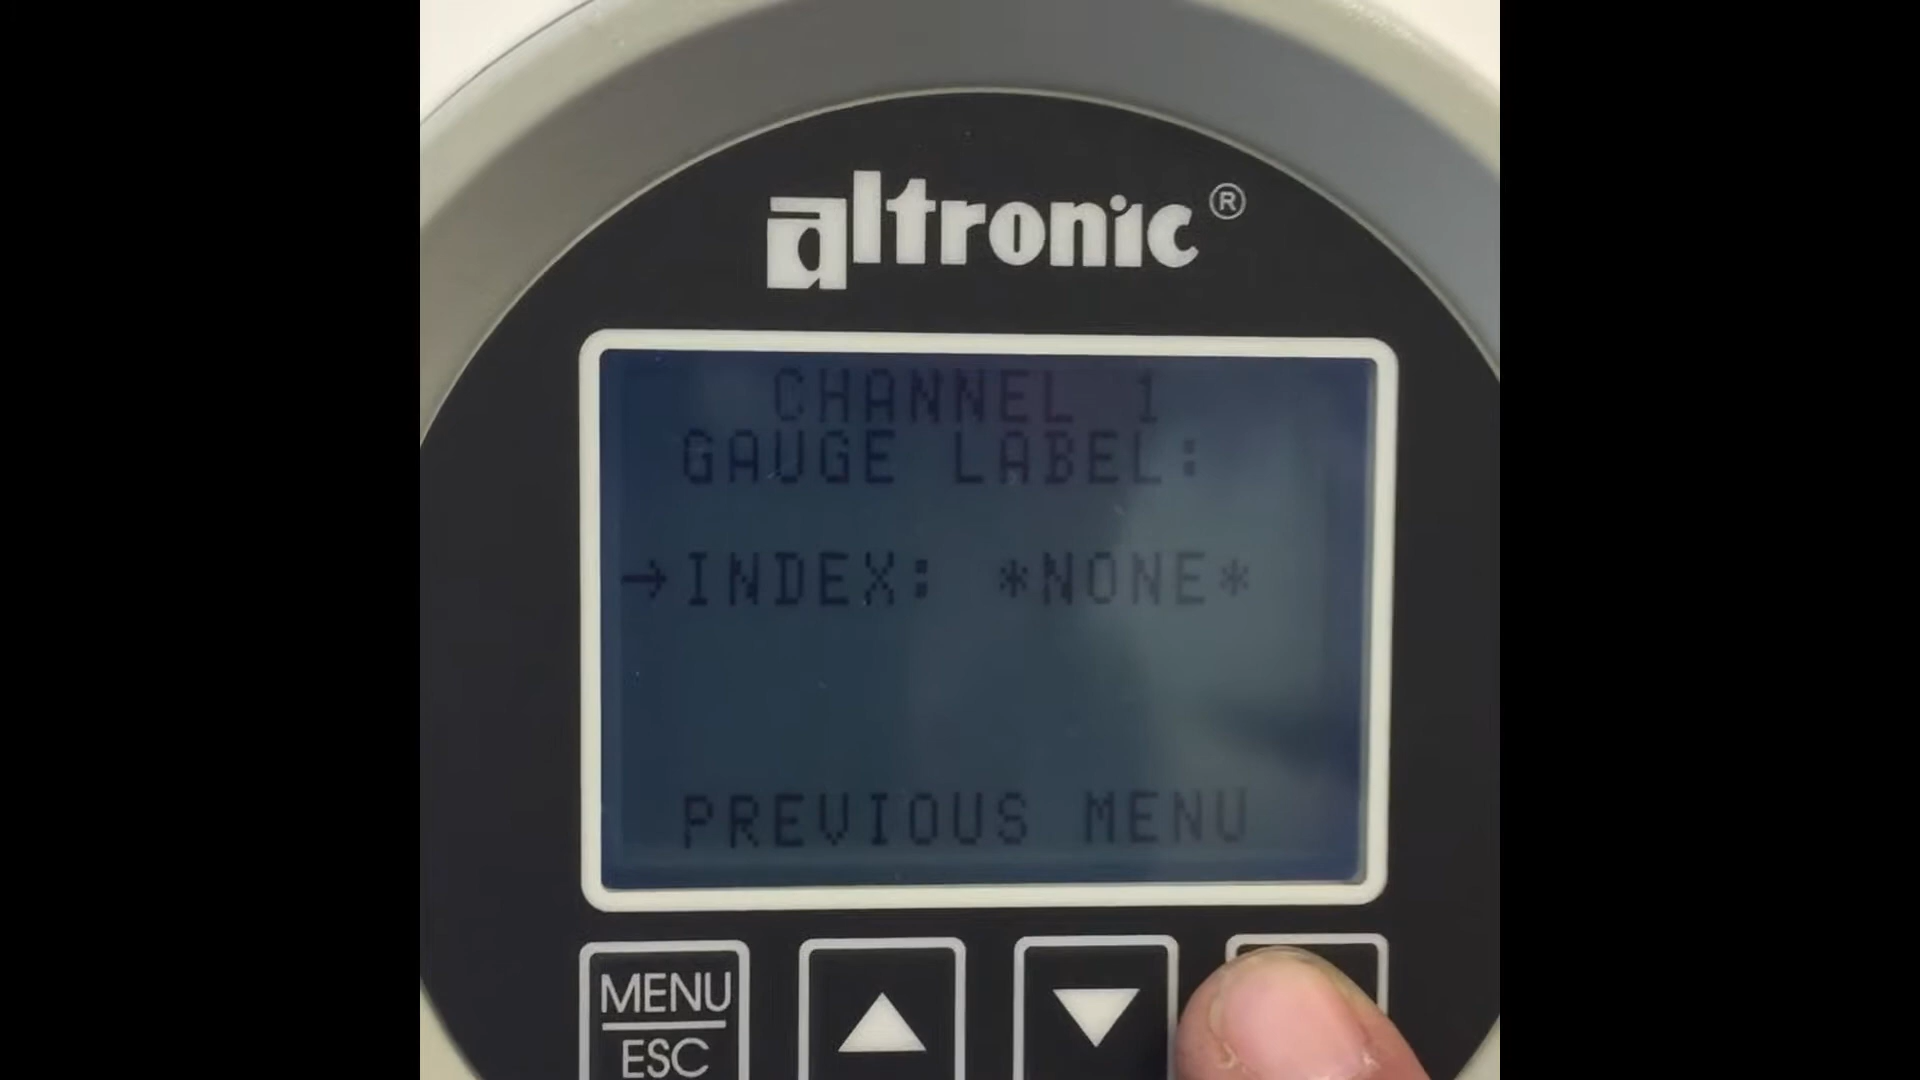 altronic®
CHANNEL 1
GAUGE LABEL:
→INDEX: *NONE*
PREVIOUS MENU
MENU
ESC